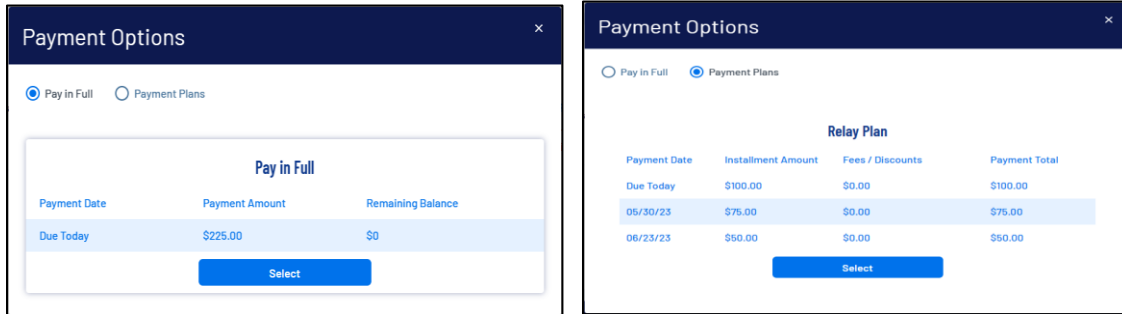 Payment Options ×
Pay in Full Payment Plans
Pay in Full
Payment Date Payment Amount Remaining Balance
Due Today $225.00 $0
Select
Payment Options ×
Pay in Full Payment Plans
Relay Plan
Payment Date Installment Amount Fees / Discounts Payment Total
Due Today $100.00 $0.00 $100.00
05/30/23 $75.00 $0.00 $75.00
06/23/23 $50.00 $0.00 $50.00
Select